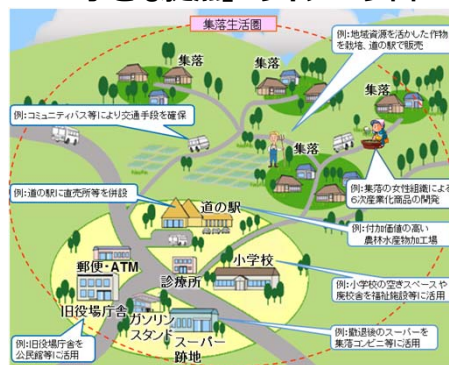 集落生活圏
例:地域資源を活かした作物
を栽培、道の駅で販売
集落
集落
集落
例:コミュニティバス等により交通手段を確保
集落
例:集落の女性組織による
6次産業化商品の開発
例:道の駅に直売所等を併設
道の駅
例:付加価値の高い
農林水産物加工場
郵便・ATM
診療所
小学校
例:小学校の空きスペースや
廃校舎を福祉施設等に活用
旧役場庁舎
ガソリン
スタンド
スーパー
跡地
例:旧役場庁舎を
公民館等に活用
例:撤退後のスーパーを
集落コンビニ等に活用